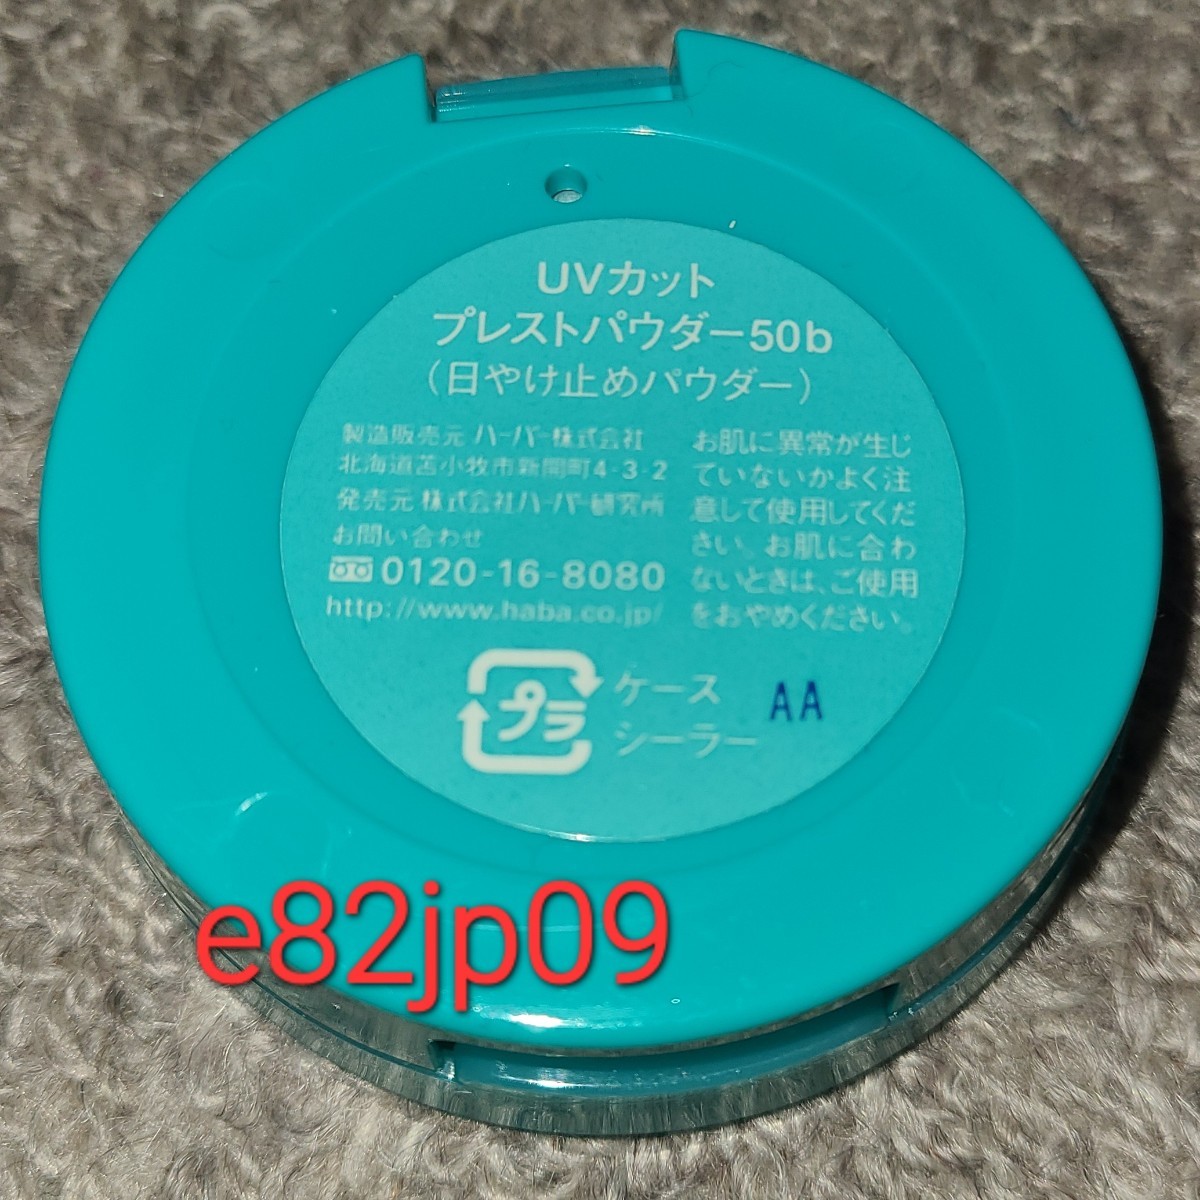 UVカット
プレストパウダー50b
（日やけ止めパウダー）
製造販売元 ハーバー株式会社
北海道苫小牧市新開町4-3-2
発売元 株式会社ハーバー研究所
お問い合わせ
0120-16-8080
http://www.haba.co.jp/
お肌に異常が生じ
ていないかよく注
意して使用してくだ
さい。お肌に合わ
ないときは、ご使用
をおやめください。
プラ
ケース
シーラー
AA
e82jp09